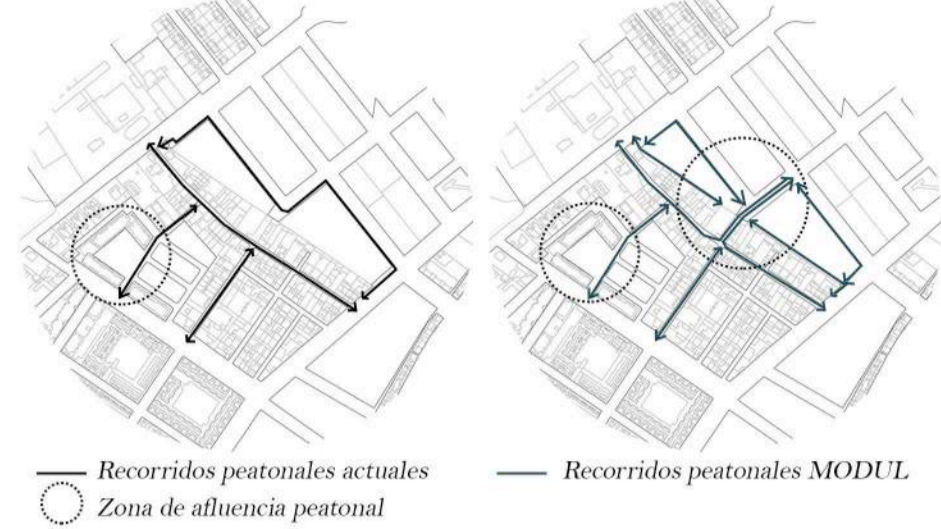 Recorridos peatonales actuales
Recorridos peatonales MODUL
Zona de afluencia peatonal